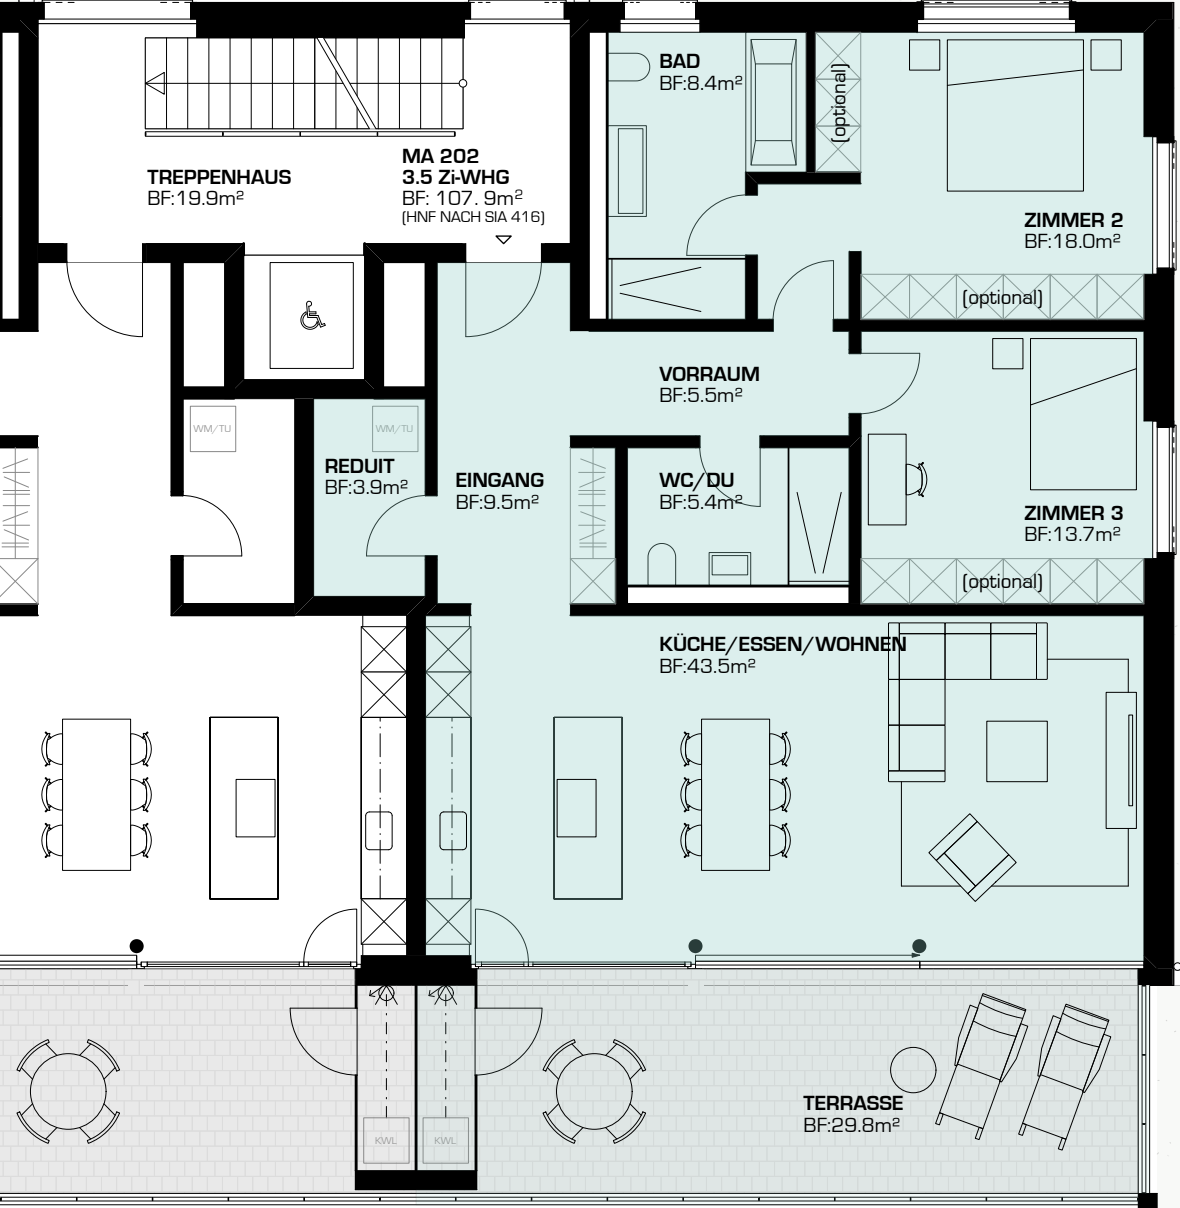 BAD
BF:8.4m²
(optional)
MA 202
3.5 Zi-WHG
BF: 107. 9m²
(HNF NACH SIA 416)
TREPPENHAUS
BF:19.9m²
ZIMMER 2
BF:18.0m²
(optional)
VORRAUM
BF:5.5m²
WM/TU
WM/TU
REDUIT
BF:3.9m²
EINGANG
BF:9.5m²
WC/DU
BF:5.4m²
ZIMMER 3
BF:13.7m²
(optional)
KÜCHE/ESSEN/WOHNEN
BF:43.5m²
TERRASSE
BF:29.8m²
KWL
KWL